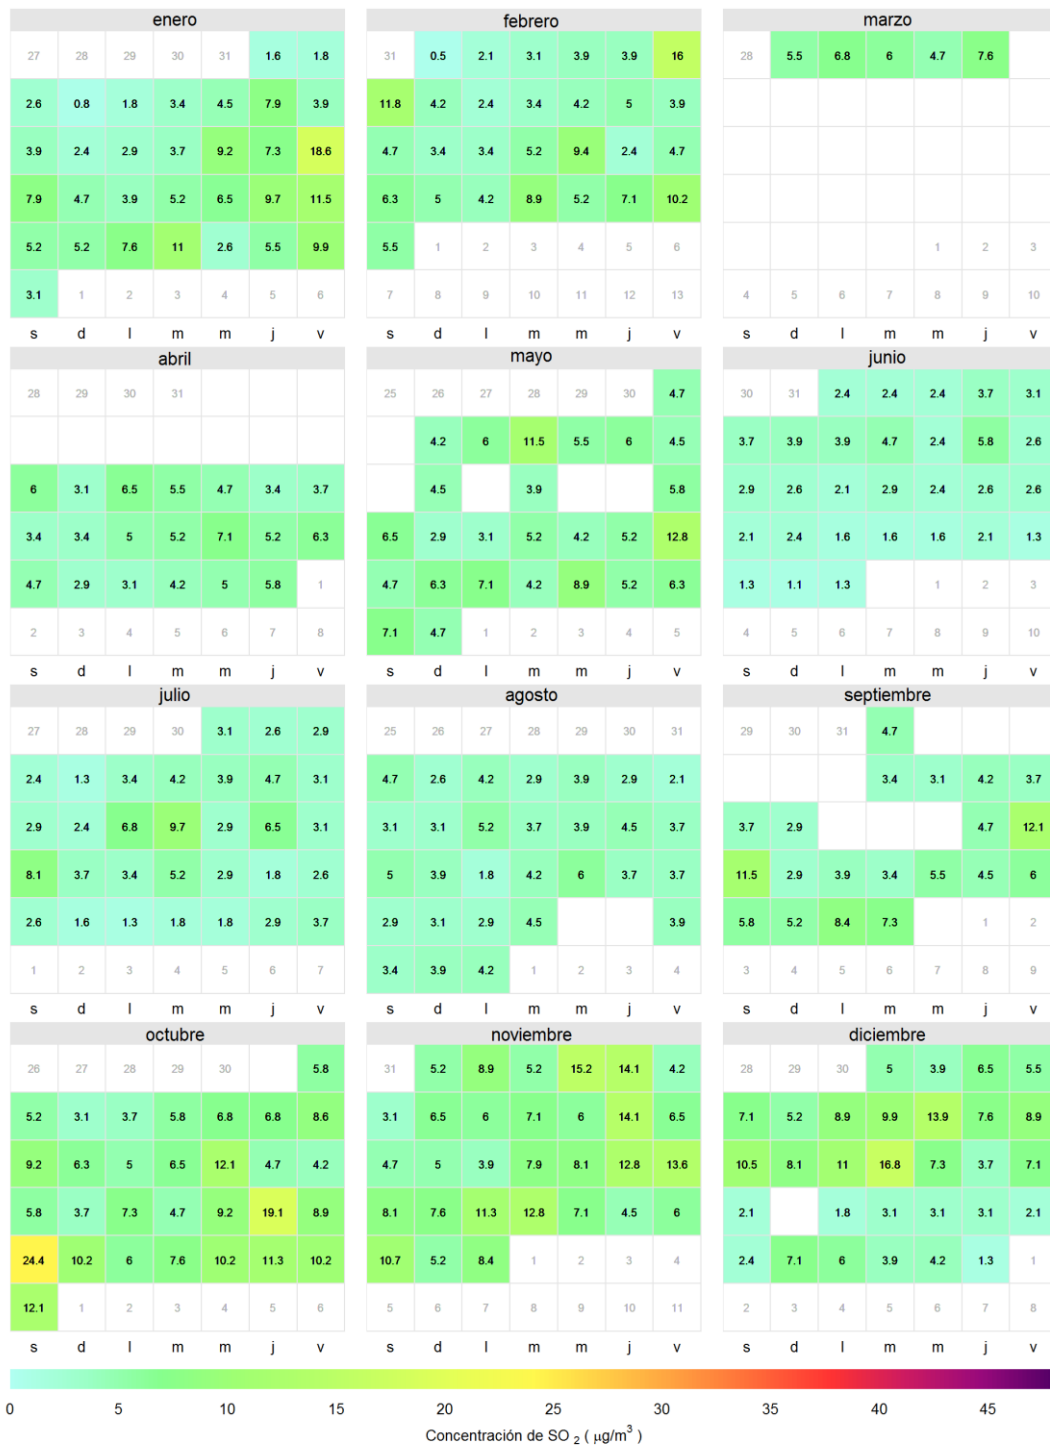 enero febrero marzo
27 28 29 30 31 1.6 1.8 31 0.5 2.1 3.1 3.9 3.9 16 28 5.5 6.8 6 4.7 7.6
2.6 0.8 1.8 3.4 4.5 7.9 3.9 11.8 4.2 2.4 3.4 4.2 5 3.9
3.9 2.4 2.9 3.7 9.2 7.3 18.6 4.7 3.4 3.4 5.2 9.4 2.4 4.7
7.9 4.7 3.9 5.2 6.5 9.7 11.5 6.3 5 4.2 8.9 5.2 7.1 10.2
5.2 5.2 7.6 11 2.6 5.5 9.9 5.5 1 2 3 4 5 6 1 2 3
3.1 1 2 3 4 5 6 7 8 9 10 11 12 13 4 5 6 7 8 9 10
s d l m m j v s d l m m j v s d l m m j v
abril mayo junio
28 29 30 31 25 26 27 28 29 30 4.7 30 31 2.4 2.4 2.4 3.7 3.1
4.2 6 11.5 5.5 6 4.5 3.7 3.9 3.9 4.7 2.4 5.8 2.6
6 3.1 6.5 5.5 4.7 3.4 3.7 4.5 3.9 5.8 2.9 2.6 2.1 2.9 2.4 2.6 2.6
3.4 3.4 5 5.2 7.1 5.2 6.3 6.5 2.9 3.1 5.2 4.2 5.2 12.8 2.1 2.4 1.6 1.6 1.6 2.1 1.3
4.7 2.9 3.1 4.2 5 5.8 1 4.7 6.3 7.1 4.2 8.9 5.2 6.3 1.3 1.1 1.3 1 2 3
2 3 4 5 6 7 8 7.1 4.7 1 2 3 4 5 4 5 6 7 8 9 10
s d l m m j v s d l m m j v s d l m m j v
julio agosto septiembre
27 28 29 30 3.1 2.6 2.9 25 26 27 28 29 30 31 29 30 31 4.7
2.4 1.3 3.4 4.2 3.9 4.7 3.1 4.7 2.6 4.2 2.9 3.9 2.9 2.1 3.4 3.1 4.2 3.7
2.9 2.4 6.8 9.7 2.9 6.5 3.1 3.1 3.1 5.2 3.7 3.9 4.5 3.7 3.7 2.9 4.7 12.1
8.1 3.7 3.4 5.2 2.9 1.8 2.6 5 3.9 1.8 4.2 6 3.7 3.7 11.5 2.9 3.9 3.4 5.5 4.5 6
2.6 1.6 1.3 1.8 1.8 2.9 3.7 2.9 3.1 2.9 4.5 3.9 5.8 5.2 8.4 7.3 1 2
1 2 3 4 5 6 7 3.4 3.9 4.2 1 2 3 4 3 4 5 6 7 8 9
s d l m m j v s d l m m j v s d l m m j v
octubre noviembre diciembre
26 27 28 29 30 5.8 31 5.2 8.9 5.2 15.2 14.1 4.2 28 29 30 5 3.9 6.5 5.5
5.2 3.1 3.7 5.8 6.8 6.8 8.6 3.1 6.5 6 7.1 6 14.1 6.5 7.1 5.2 8.9 9.9 13.9 7.6 8.9
9.2 6.3 5 6.5 12.1 4.7 4.2 4.7 5 3.9 7.9 8.1 12.8 13.6 10.5 8.1 11 16.8 7.3 3.7 7.1
5.8 3.7 7.3 4.7 9.2 19.1 8.9 8.1 7.6 11.3 12.8 7.1 4.5 6 2.1 1.8 3.1 3.1 3.1 2.1
24.4 10.2 6 7.6 10.2 11.3 10.2 10.7 5.2 8.4 1 2 3 4 2.4 7.1 6 3.9 4.2 1.3 1
12.1 1 2 3 4 5 6 5 6 7 8 9 10 11 2 3 4 5 6 7 8
s d l m m j v s d l m m j v s d l m m j v
0 5 10 15 20 25 30 35 40 45
Concentración de SO 2 ( μg/m3 )